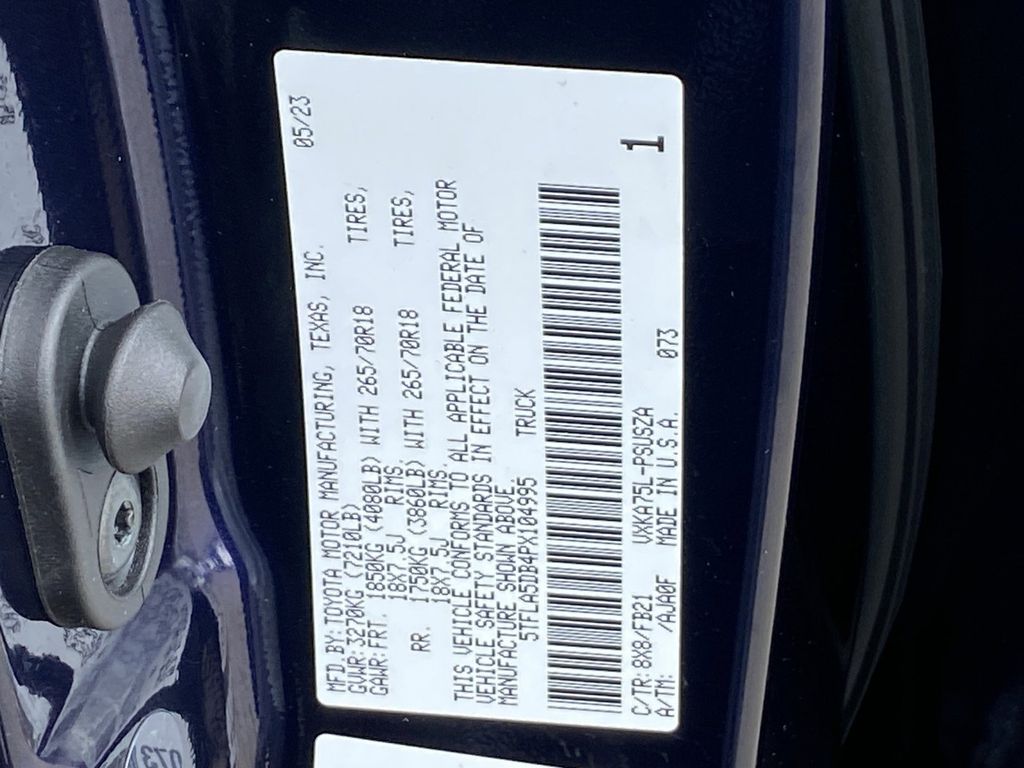 MFD.BY:TOYOTA MOTOR MANUFACTURING, TEXAS, INC. 05/23
GVWR:3270KG (7210LB)
GAWR:FRT. 1850KG (4080LB) WITH 265/70R18 TIRES,
18X7.5J RIMS.
RR. 1750KG (3860LB) WITH 265/70R18 TIRES,
18X7.5J RIMS.
THIS VEHICLE CONFORMS TO ALL APPLICABLE FEDERAL MOTOR
VEHICLE SAFETY STANDARDS IN EFFECT ON THE DATE OF
MANUFACTURE SHOWN ABOVE.
5TFLA5DB4PX104995 TRUCK
C/TR:8X8/FB21 VXKA75L-PSUSZA
A/TM: /AJA0F MADE IN U.S.A. 073
1
073